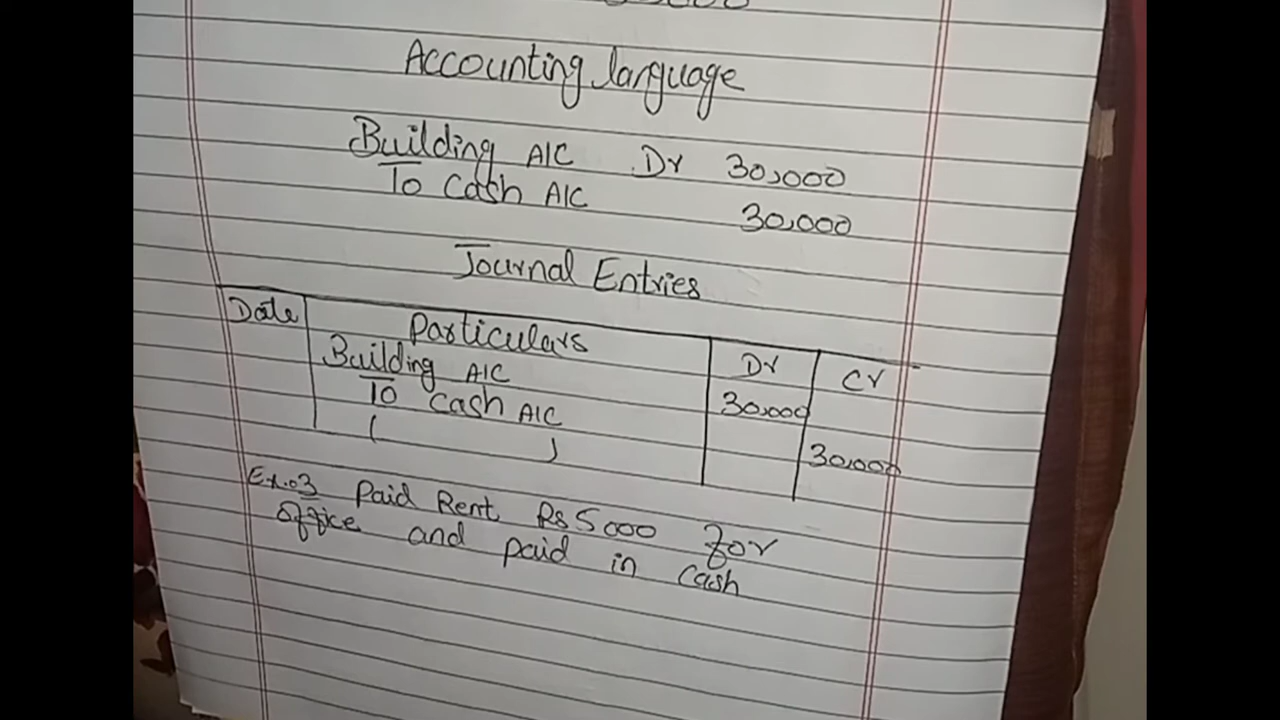 Accounting language
Building A/C Dr 30,000
To Cash A/C 30,000
Journal Entries
Date Particulars Dr Cr
Building A/C 30,000
To Cash A/C 30,000
( )
Ex.03 Paid Rent Rs 5000 for
office and paid in cash